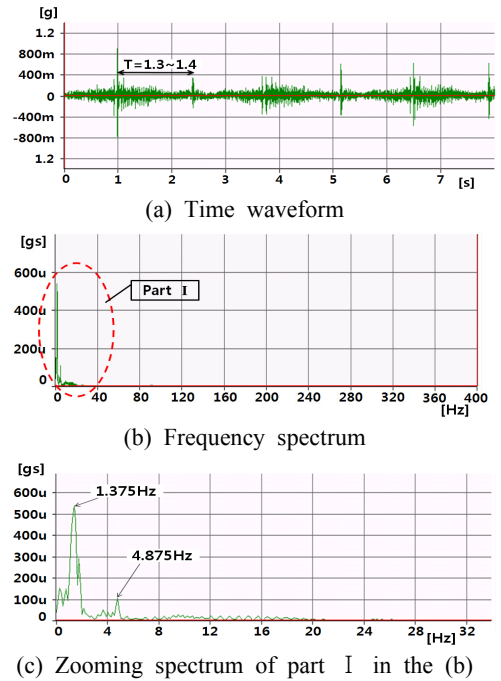 [g]
1.2
800m
400m
0
-400m
-800m
1.2
T=1.3~1.4
0 1 2 3 4 5 6 7 [s]
(a) Time waveform
[gs]
600u
400u
200u
0
Part I
0 40 80 120 160 200 240 280 320 360 400
[Hz]
(b) Frequency spectrum
[gs]
600u
500u
400u
300u
200u
100u
0
1.375Hz
4.875Hz
0 4 8 12 16 20 24 28 32
[Hz]
(c) Zooming spectrum of part I in the (b)